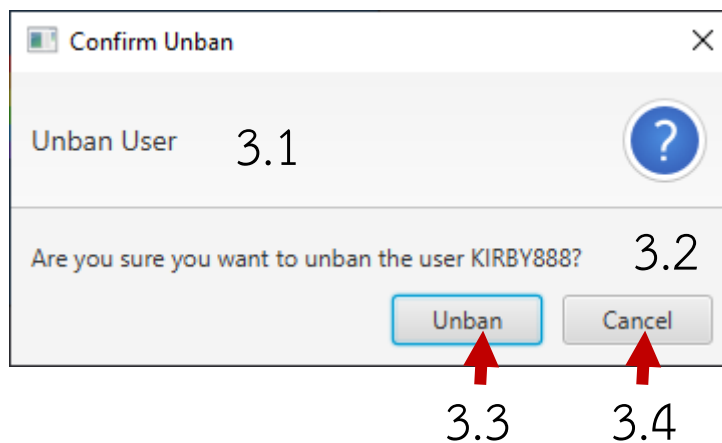 Confirm Unban
Unban User 3.1
?
Are you sure you want to unban the user KIRBY888? 3.2
Unban Cancel
3.3 3.4